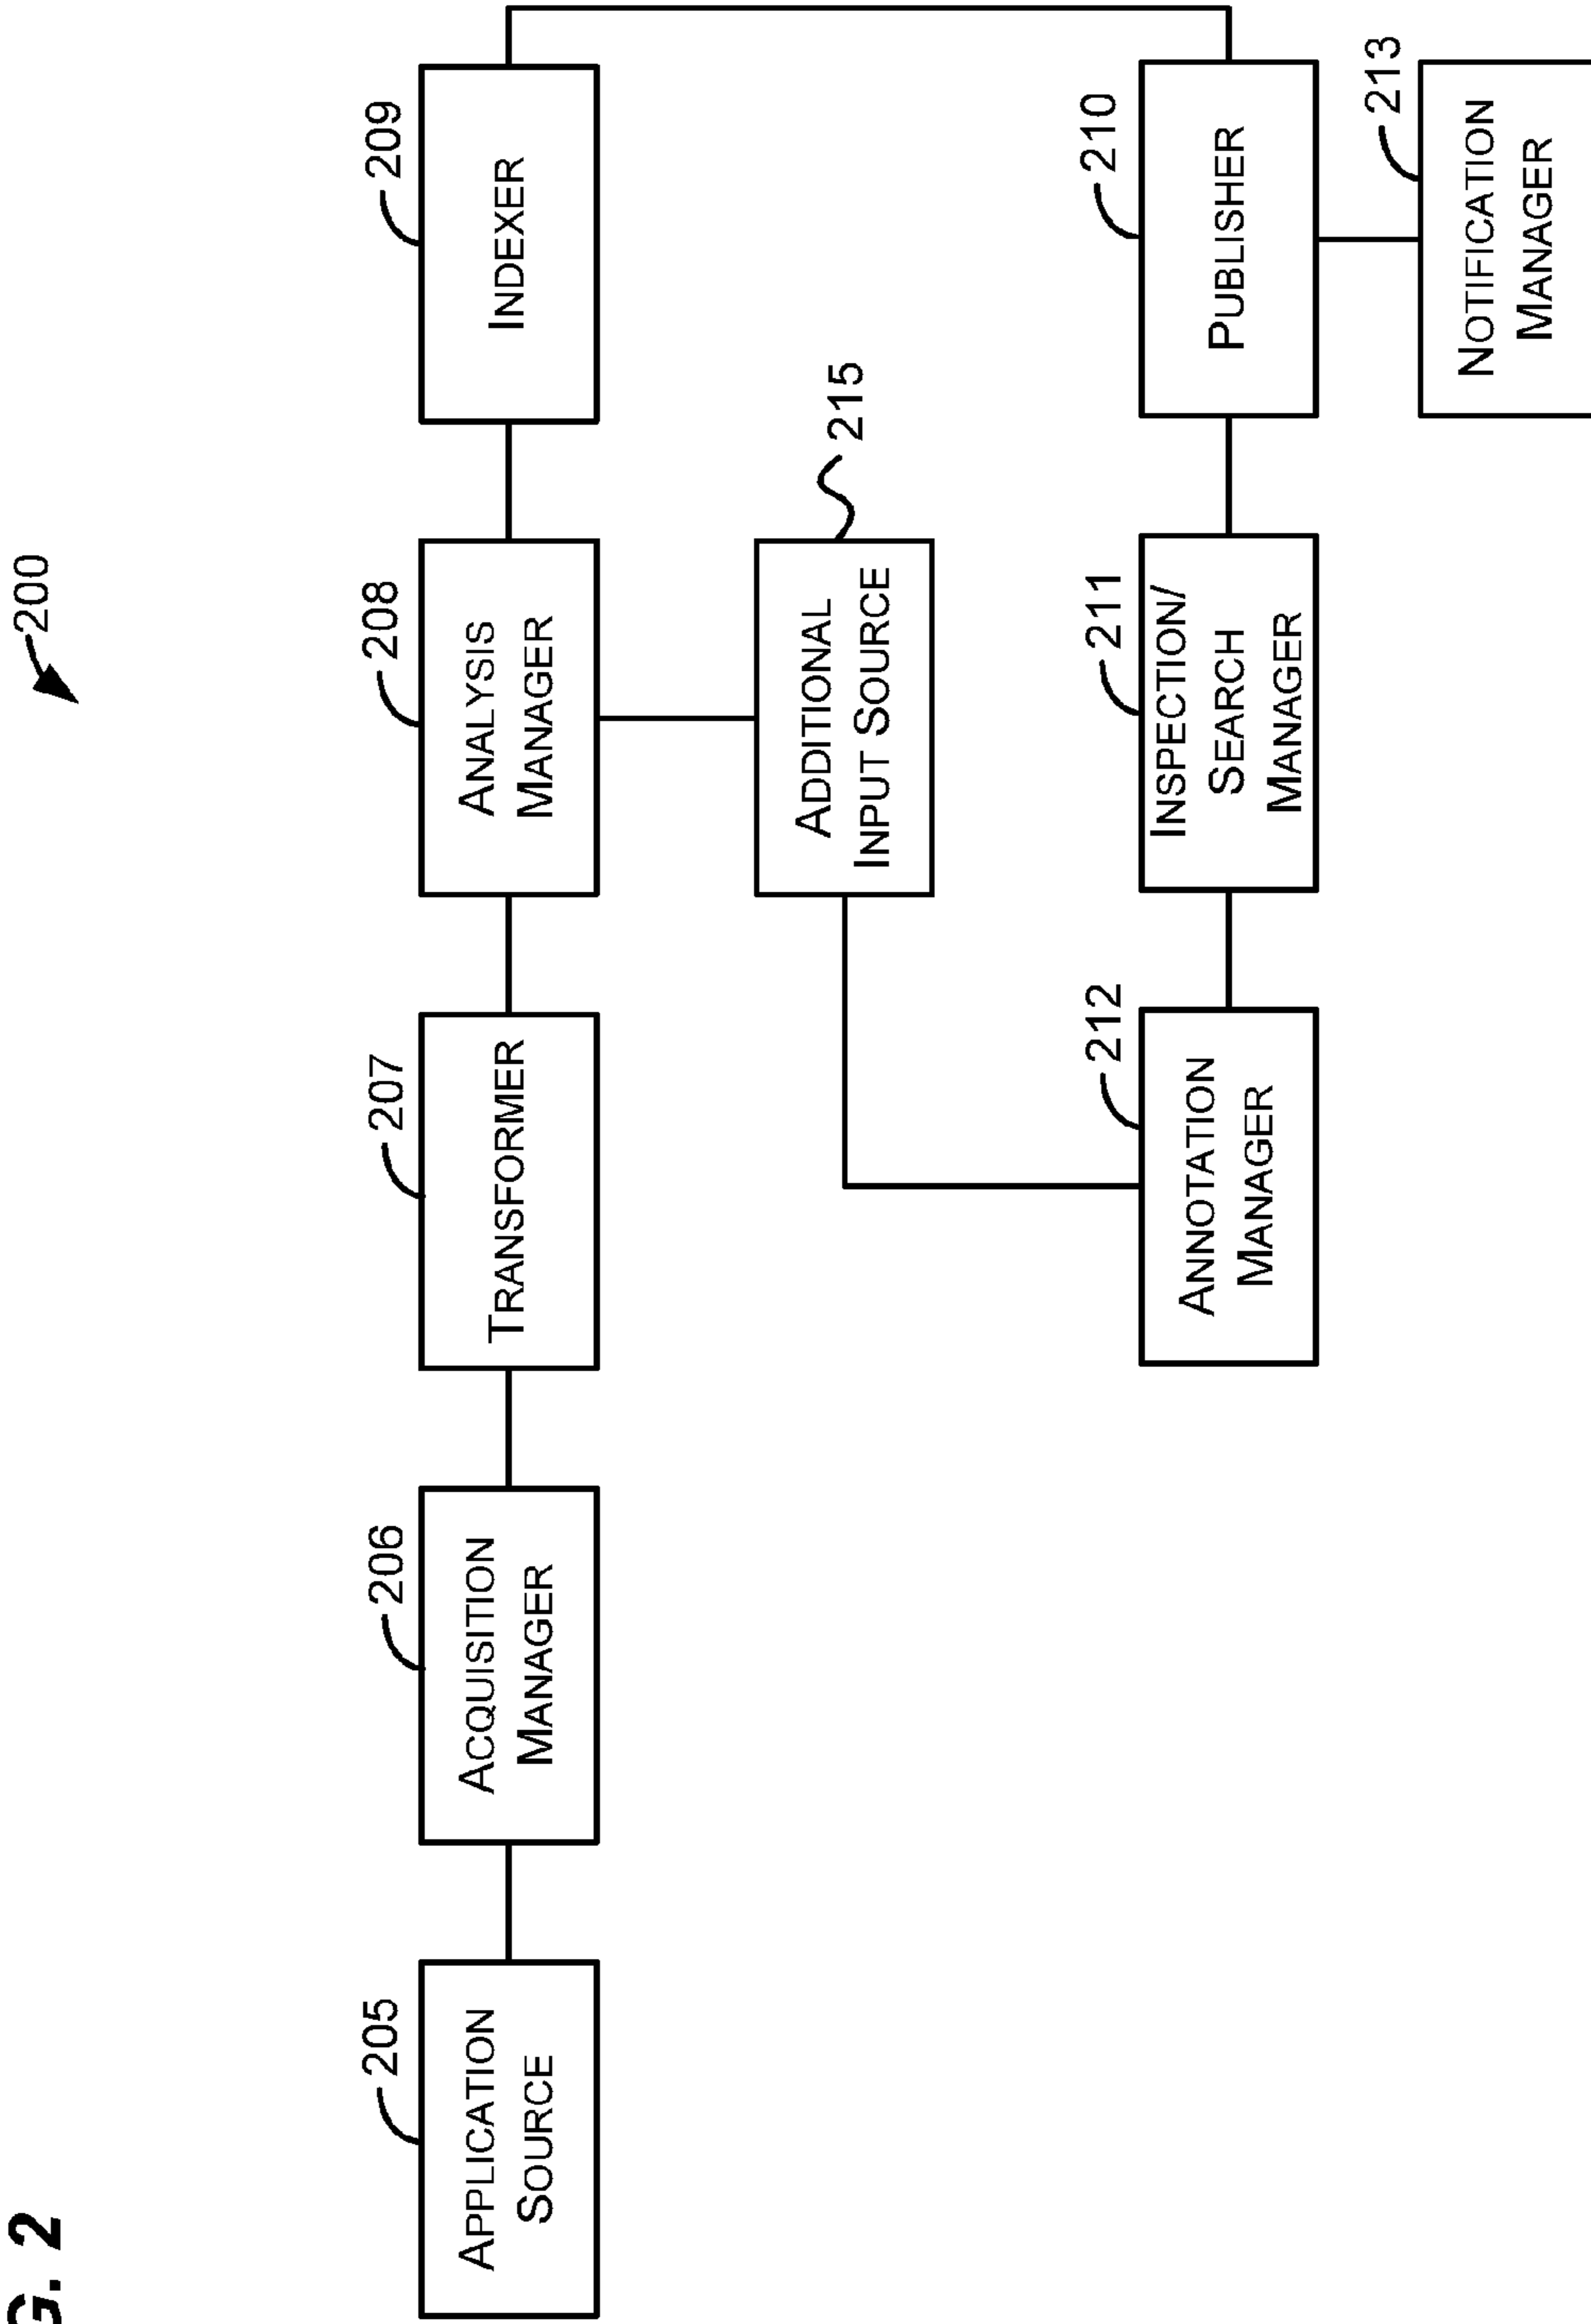 G. 2
200
205
APPLICATION
SOURCE
206
ACQUISITION
MANAGER
207
TRANSFORMER
208
ANALYSIS
MANAGER
209
INDEXER
215
ADDITIONAL
INPUT SOURCE
212
ANNOTATION
MANAGER
211
INSPECTION/
SEARCH
MANAGER
210
PUBLISHER
213
NOTIFICATION
MANAGER